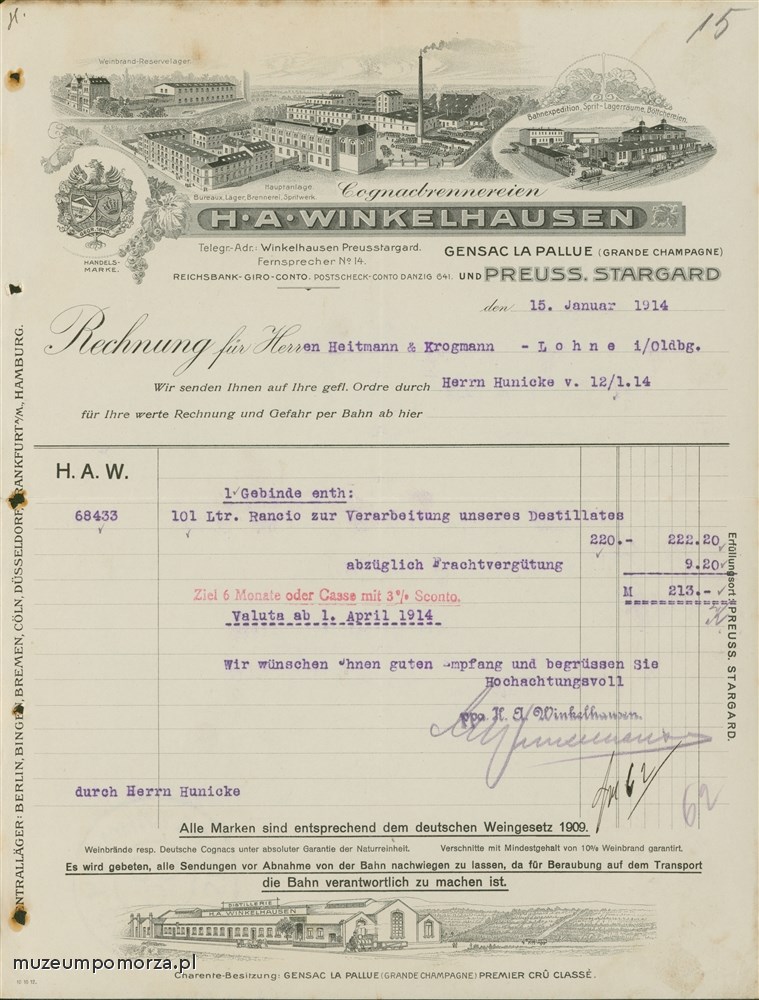 15
Weinbrand-Reservelager.
Bahnexpedition, Sprit-Lagerräume, Böttchereien.
Hauptanlage
Bureaux, Lager, Brennerei, Spritwerk.
HANDELS-
MARKE.
Cognacbrennereien
H·A·WINKELHAUSEN
Telegr.-Adr.: Winkelhausen Preusstargard.
Fernsprecher No 14.
REICHSBANK-GIRO-CONTO. POSTSCHECK-CONTO DANZIG 641.
GENSAC LA PALLUE (GRANDE CHAMPAGNE)
UND PREUSS. STARGARD
den 15. Januar 1914
Rechnung für Herren Heitmann & Krogmann - Lohne i/Oldbg.
Wir senden Ihnen auf Ihre gefl. Ordre durch Herrn Hunicke v. 12/1.14
für Ihre werte Rechnung und Gefahr per Bahn ab hier
H. A. W.
1 Gebinde enth:
68433 101 Ltr. Rancio zur Verarbeitung unseres Destillates
220.- 222.20
abzüglich Frachtvergütung 9.20
Ziel 6 Monate oder Casse mit 3% Sconto. M 213.-
Valuta ab 1. April 1914
Wir wünschen Ihnen guten Empfang und begrüssen Sie
Hochachtungsvoll
ppa. H. A. Winkelhausen.
62
62
durch Herrn Hunicke
Alle Marken sind entsprechend dem deutschen Weingesetz 1909.
Weinbrände resp. Deutsche Cognacs unter absoluter Garantie der Naturreinheit. Verschnitte mit Mindestgehalt von 10% Weinbrand garantirt.
Es wird gebeten, alle Sendungen vor Abnahme von der Bahn nachwiegen zu lassen, da für Beraubung auf dem Transport
die Bahn verantwortlich zu machen ist.
DISTILLERIE
H.A. WINKELHAUSEN
Charente-Besitzung: GENSAC LA PALLUE (GRANDE CHAMPAGNE) PREMIER CRÛ CLASSÉ.
ENTRALLÄGER: BERLIN, BINGEN, BREMEN, CÖLN, DÜSSELDORF, FRANKFURT A/M., HAMBURG.
Erfüllungsort: PREUSS. STARGARD.
muzeumpomorza.pl